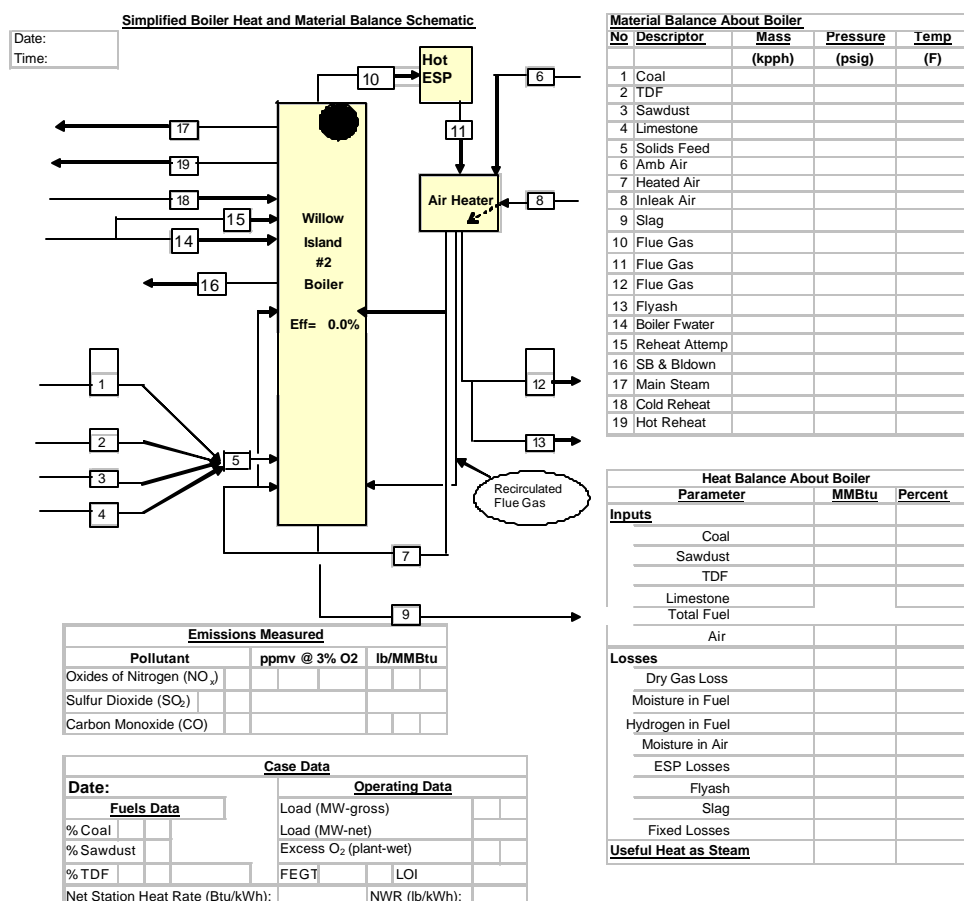 Simplified Boiler Heat and Material Balance Schematic
Date:
Time:
Hot
ESP
10
6
11
17
19
18
15
14
16
Air Heater
8
Willow
Island
#2
Boiler
Eff= 0.0%
1
2
3
4
5
12
13
Recirculated
Flue Gas
7
9
Material Balance About Boiler
No Descriptor Mass Pressure Temp
(kpph) (psig) (F)
1 Coal
2 TDF
3 Sawdust
4 Limestone
5 Solids Feed
6 Amb Air
7 Heated Air
8 Inleak Air
9 Slag
10 Flue Gas
11 Flue Gas
12 Flue Gas
13 Flyash
14 Boiler Fwater
15 Reheat Attemp
16 SB & Bldown
17 Main Steam
18 Cold Reheat
19 Hot Reheat
Heat Balance About Boiler
Parameter MMBtu Percent
Inputs
Coal
Sawdust
TDF
Limestone
Total Fuel
Air
Losses
Dry Gas Loss
Moisture in Fuel
Hydrogen in Fuel
Moisture in Air
ESP Losses
Flyash
Slag
Fixed Losses
Useful Heat as Steam
Emissions Measured
Pollutant ppmv @ 3% O2 lb/MMBtu
Oxides of Nitrogen (NOx)
Sulfur Dioxide (SO2)
Carbon Monoxide (CO)
Case Data
Date: Operating Data
Fuels Data Load (MW-gross)
% Coal Load (MW-net)
% Sawdust Excess O2 (plant-wet)
% TDF FEGT LOI
Net Station Heat Rate (Btu/kWh): NWR (lb/kWh):